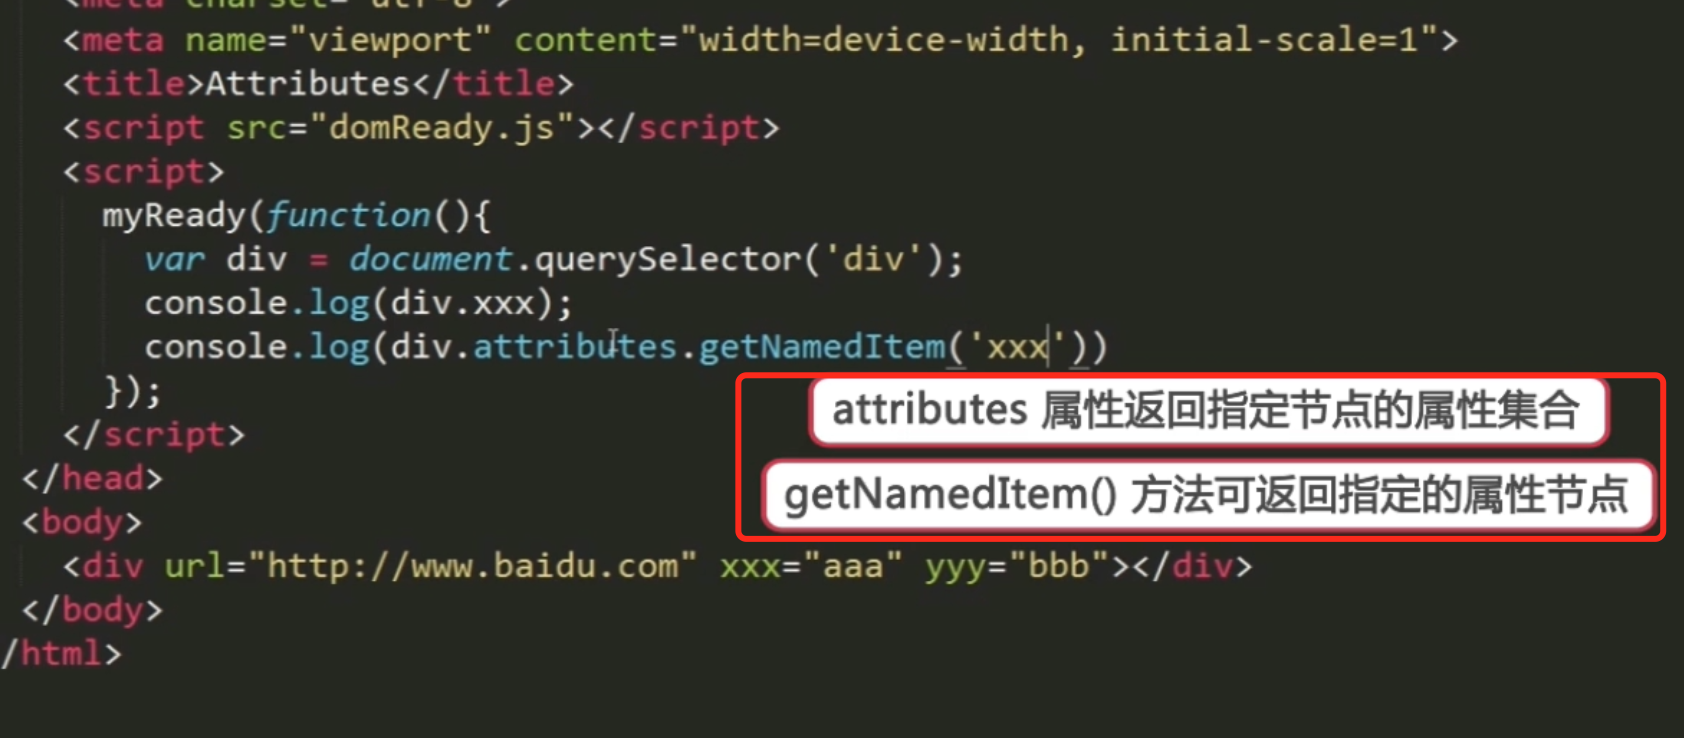 <meta charset="utf-8">
<meta name="viewport" content="width=device-width, initial-scale=1">
<title>Attributes</title>
<script src="domReady.js"></script>
<script>
myReady(function(){
var div = document.querySelector('div');
console.log(div.xxx);
console.log(div.attributes.getNamedItem('xxx'))
});
attributes 属性返回指定节点的属性集合
</script>
</head>
getNamedItem() 方法可返回指定的属性节点
<body>
<div url="http://www.baidu.com" xxx="aaa" yyy="bbb"></div>
</body>
/html>